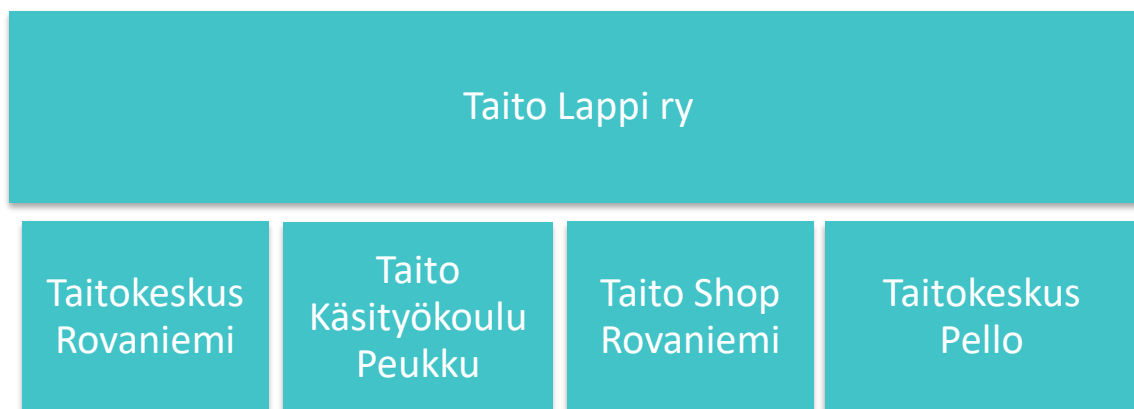 Taito Lappi ry
Taitokeskus
Rovaniemi
Taito
Käsityökoulu
Peukku
Taito Shop
Rovaniemi
Taitokeskus
Pello